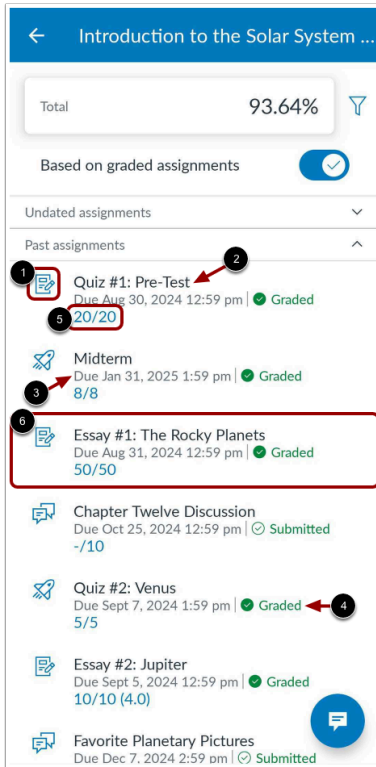 Introduction to the Solar System ...
Total 93.64%
Based on graded assignments
Undated assignments
Past assignments
1
2
Quiz #1: Pre-Test
Due Aug 30, 2024 12:59 pm | Graded
5
20/20
Midterm
3
Due Jan 31, 2025 1:59 pm | Graded
8/8
6
Essay #1: The Rocky Planets
Due Aug 31, 2024 12:59 pm | Graded
50/50
Chapter Twelve Discussion
Due Oct 25, 2024 12:59 pm | Submitted
-/10
Quiz #2: Venus
Due Sept 7, 2024 1:59 pm | Graded
4
5/5
Essay #2: Jupiter
Due Sept 5, 2024 12:59 pm | Graded
10/10 (4.0)
Favorite Planetary Pictures
Due Dec 7, 2024 2:59 pm | Submitted